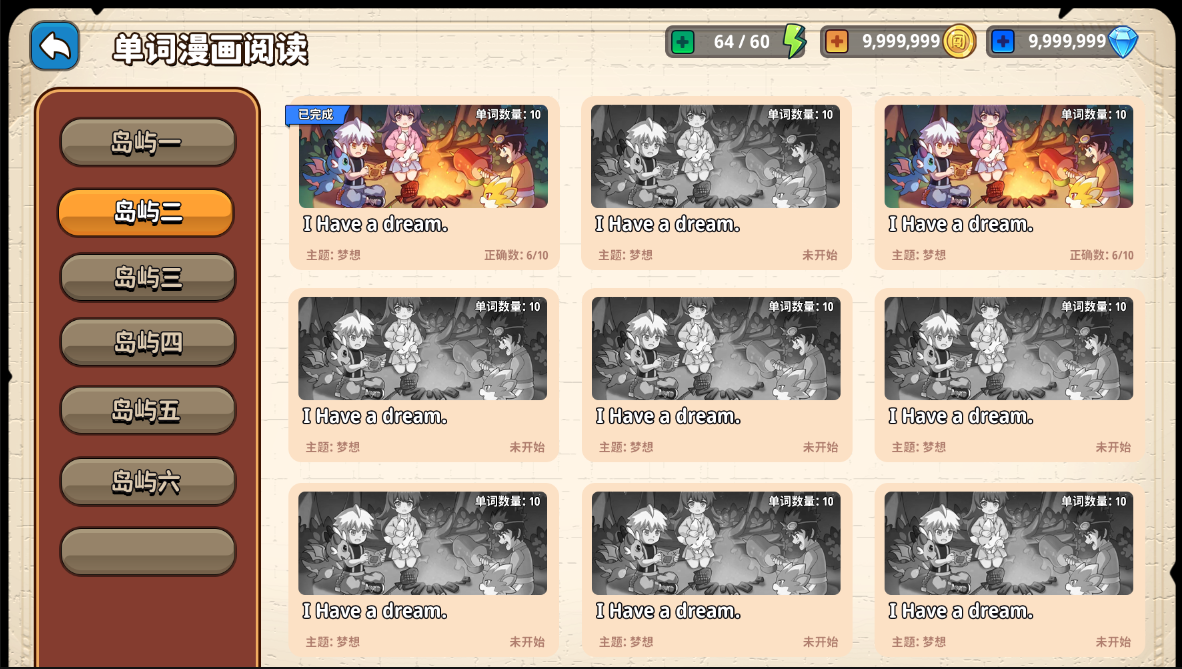 单词漫画阅读
64 / 60
9,999,999
9,999,999
岛屿一
岛屿二
岛屿三
岛屿四
岛屿五
岛屿六
已完成
单词数量: 10
I Have a dream.
主题: 梦想
正确数: 6/10
单词数量: 10
I Have a dream.
主题: 梦想
未开始
单词数量: 10
I Have a dream.
主题: 梦想
正确数: 6/10
单词数量: 10
I Have a dream.
主题: 梦想
未开始
单词数量: 10
I Have a dream.
主题: 梦想
未开始
单词数量: 10
I Have a dream.
主题: 梦想
未开始
单词数量: 10
I Have a dream.
主题: 梦想
未开始
单词数量: 10
I Have a dream.
主题: 梦想
未开始
单词数量: 10
I Have a dream.
主题: 梦想
未开始